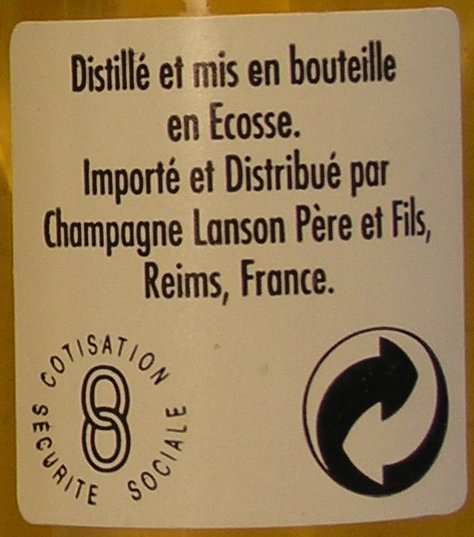 Distillé et mis en bouteille
en Ecosse.
Importé et Distribué par
Champagne Lanson Père et Fils,
Reims, France.
COTISATION
SÉCURITE SOCIALE